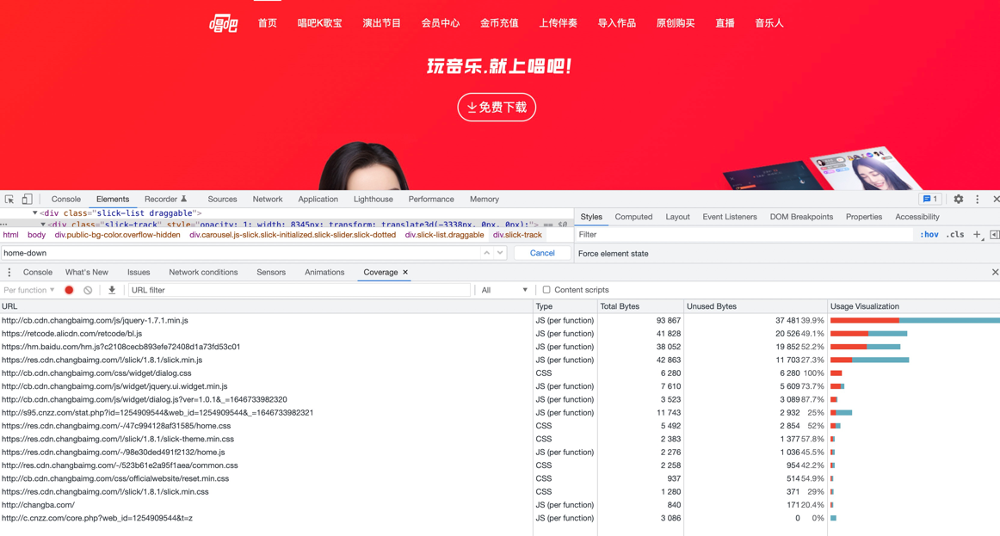 唱吧 首页 唱吧K歌宝 演出节目 会员中心 金币充值 上传伴奏 导入作品 原创购买 直播 音乐人
玩音乐.就上唱吧!
免费下载
Console Elements Recorder Sources Network Application Lighthouse Performance Memory 1
<div class="slick-list draggable">
Styles Computed Layout Event Listeners DOM Breakpoints Properties Accessibility
<div class="slick-track" style="opacity: 1; width: 8345px; transform: translate3d(-3338px, 0px, 0px);"> == $0
html body div.public-bg-color.overflow-hidden div.carousel.js-slick.slick-initialized.slick-slider.slick-dotted div.slick-list.draggable div.slick-track
Filter :hov .cls
home-down Cancel
Force element state
Console What's New Issues Network conditions Sensors Animations Coverage
Per function URL filter All Content scripts
URL Type Total Bytes Unused Bytes Usage Visualization
http://cb.cdn.changbaimg.com/js/jquery-1.7.1.min.js JS (per function) 93 867 37 481 39.9%
https://retcode.alicdn.com/retcode/bl.js JS (per function) 41 828 20 526 49.1%
https://hm.baidu.com/hm.js?c2108cecb893efe72408d1a73fd53c01 JS (per function) 38 052 19 852 52.2%
https://res.cdn.changbaimg.com/!/slick/1.8.1/slick.min.js JS (per function) 42 863 11 703 27.3%
http://cb.cdn.changbaimg.com/css/widget/dialog.css CSS 6 280 6 280 100%
http://cb.cdn.changbaimg.com/js/widget/jquery.ui.widget.min.js JS (per function) 7 610 5 609 73.7%
http://cb.cdn.changbaimg.com/js/widget/dialog.js?ver=1.0.1&_=1646733982320 JS (per function) 3 523 3 089 87.7%
http://s95.cnzz.com/stat.php?id=1254909544&web_id=1254909544&_=1646733982321 JS (per function) 11 743 2 932 25%
https://res.cdn.changbaimg.com/-/47c994128af31585/home.css CSS 5 492 2 854 52%
https://res.cdn.changbaimg.com/!/slick/1.8.1/slick-theme.min.css CSS 2 383 1 377 57.8%
https://res.cdn.changbaimg.com/-/98e30ded491f2132/home.js JS (per function) 2 276 1 036 45.5%
http://res.cdn.changbaimg.com/-/523b61e2a95f1aea/common.css CSS 2 258 954 42.2%
http://cb.cdn.changbaimg.com/css/officialwebsite/reset.min.css CSS 937 514 54.9%
https://res.cdn.changbaimg.com/!/slick/1.8.1/slick.min.css CSS 1 280 371 29%
http://changba.com/ JS (per function) 840 171 20.4%
http://c.cnzz.com/core.php?web_id=1254909544&t=z JS (per function) 3 086 0 0%